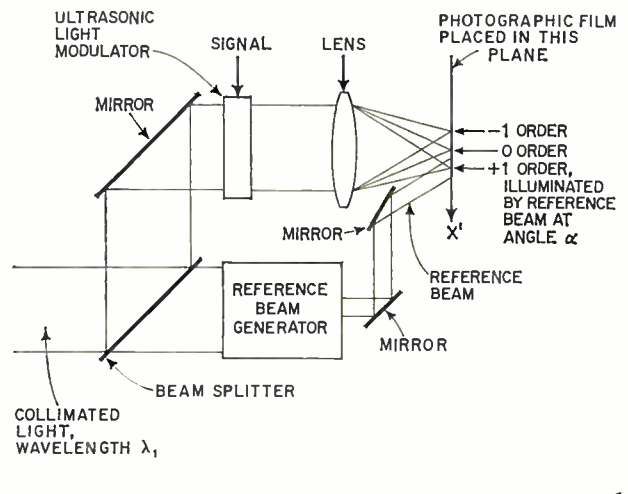 ULTRASONIC
LIGHT
MODULATOR
SIGNAL
LENS
PHOTOGRAPHIC FILM
PLACED IN THIS
PLANE
MIRROR
−1 ORDER
0 ORDER
+1 ORDER,
ILLUMINATED
BY REFERENCE
BEAM AT
ANGLE α
X'
MIRROR
REFERENCE
BEAM
REFERENCE
BEAM
GENERATOR
MIRROR
BEAM SPLITTER
COLLIMATED
LIGHT,
WAVELENGTH λ₁